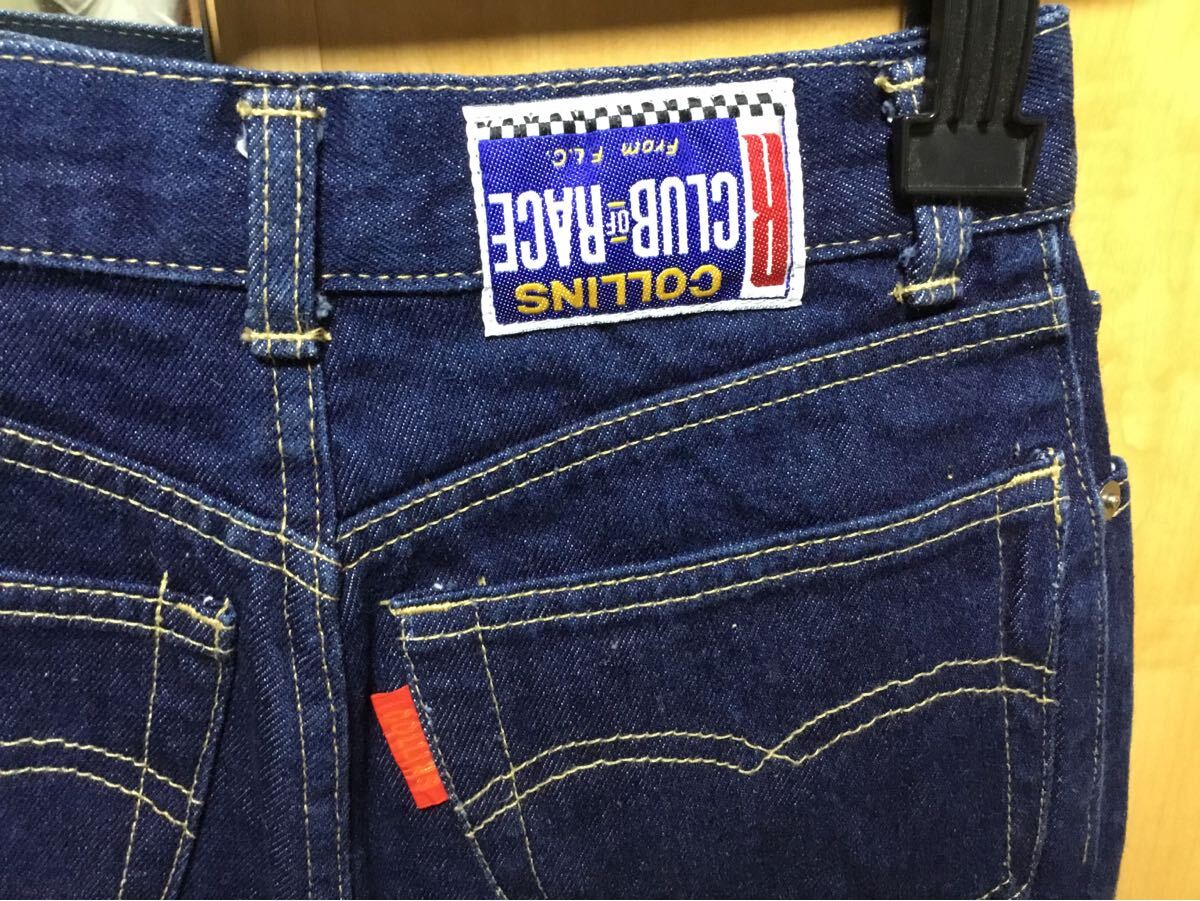 COLLINS
R CLUB OF RACE
From F.L.C.